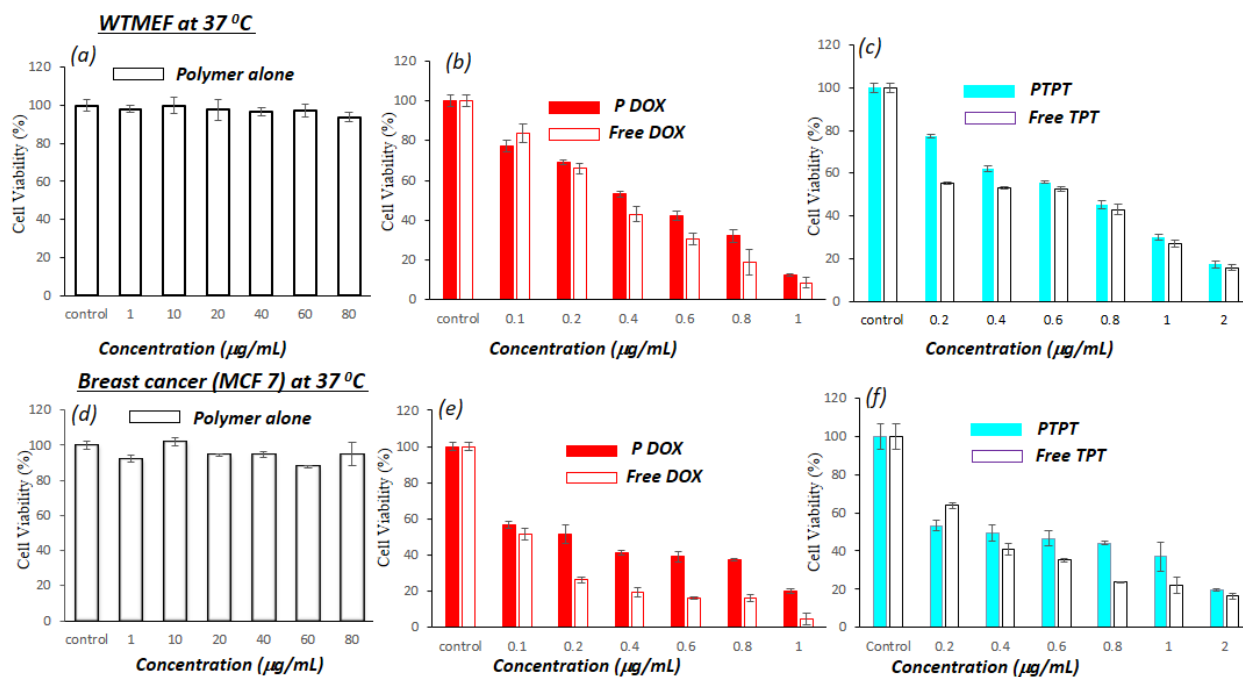 WTMEF at 37 ⁰C
(a)
Polymer alone
Cell Viability (%)
120
100
80
60
40
20
0
control 1 10 20 40 60 80
Concentration (µg/mL)
(b)
P DOX
Free DOX
Cell Viability (%)
120
100
80
60
40
20
0
control 0.1 0.2 0.4 0.6 0.8 1
Concentration (µg/mL)
(c)
PTPT
Free TPT
Cell Viability (%)
120
100
80
60
40
20
0
control 0.2 0.4 0.6 0.8 1 2
Concentration (µg/mL)
Breast cancer (MCF 7) at 37 ⁰C
(d)
Polymer alone
Cell Viability (%)
120
100
80
60
40
20
0
control 1 10 20 40 60 80
Concentration (µg/mL)
(e)
P DOX
Free DOX
Cell Viability (%)
120
100
80
60
40
20
0
control 0.1 0.2 0.4 0.6 0.8 1
Concentration (µg/mL)
(f)
PTPT
Free TPT
Cell Viability (%)
120
100
80
60
40
20
0
Control 0.2 0.4 0.6 0.8 1 2
Concentration (µg/mL)